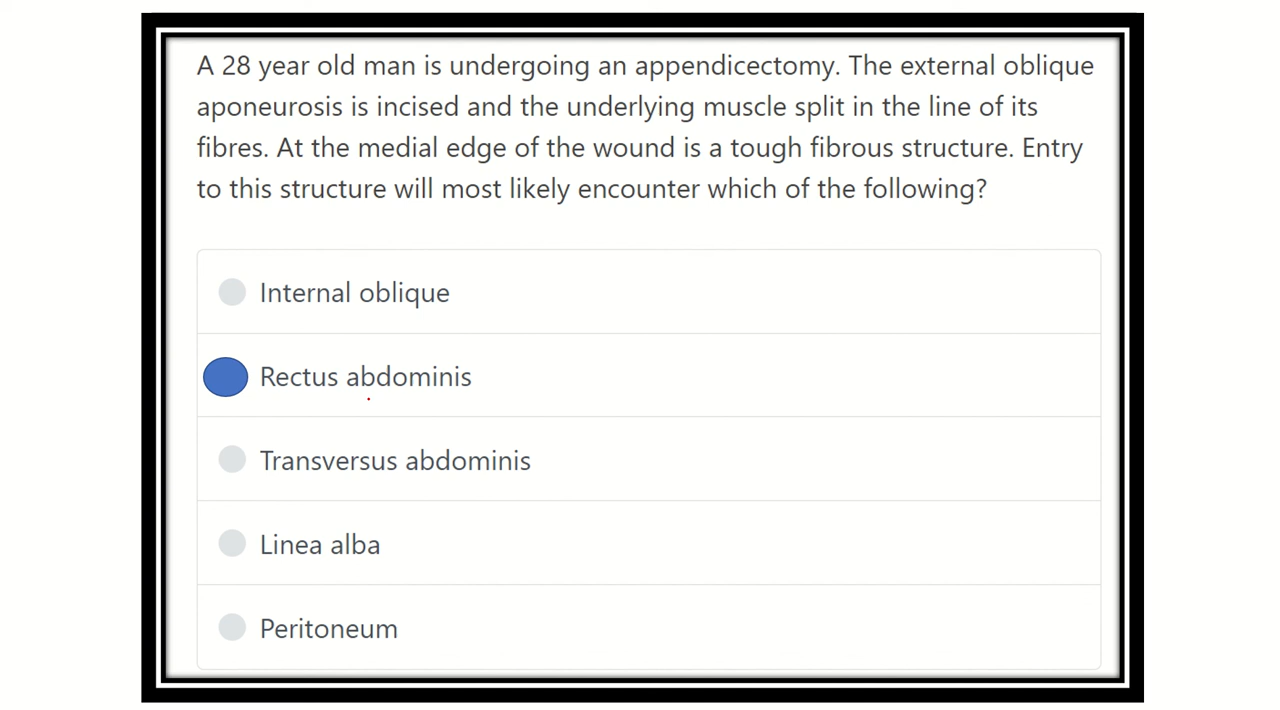 A 28 year old man is undergoing an appendicectomy. The external oblique
aponeurosis is incised and the underlying muscle split in the line of its
fibres. At the medial edge of the wound is a tough fibrous structure. Entry
to this structure will most likely encounter which of the following?
Internal oblique
Rectus abdominis
Transversus abdominis
Linea alba
Peritoneum